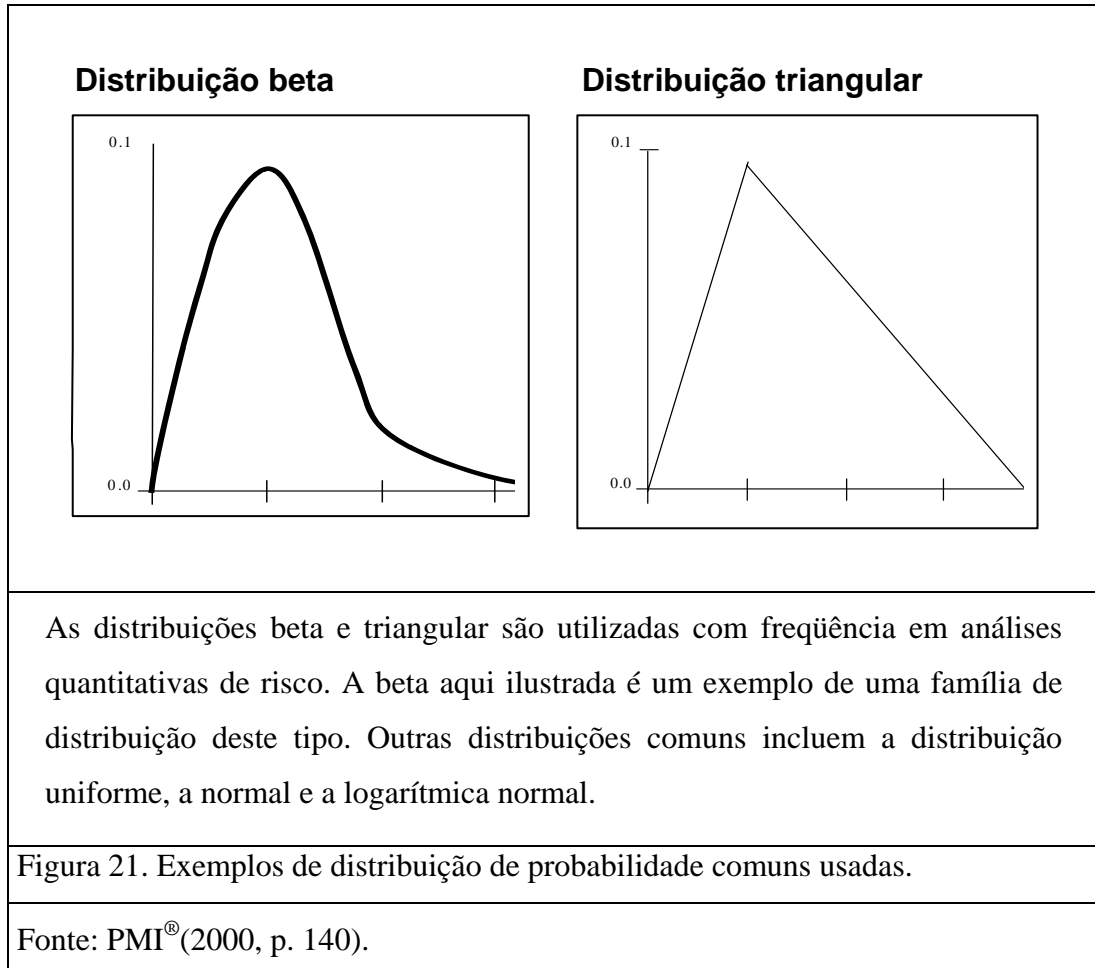 Distribuição beta
Distribuição triangular
0.1
0.0
0.1
0.0
As distribuições beta e triangular são utilizadas com freqüência em análises
quantitativas de risco. A beta aqui ilustrada é um exemplo de uma família de
distribuição deste tipo. Outras distribuições comuns incluem a distribuição
uniforme, a normal e a logarítmica normal.
Figura 21. Exemplos de distribuição de probabilidade comuns usadas.
Fonte: PMI®(2000, p. 140).